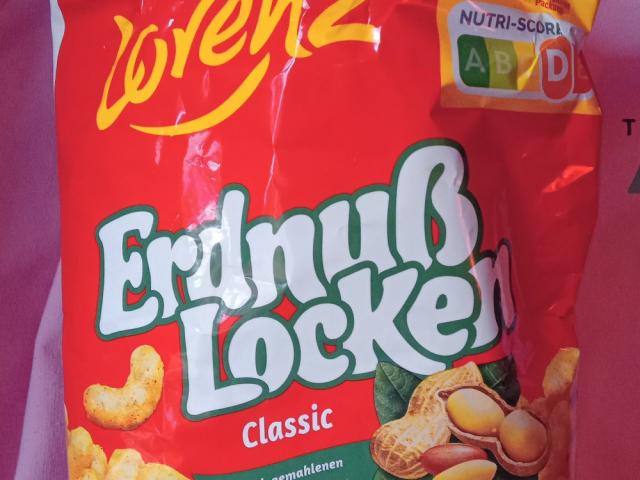 Lorenz
NUTRI-SCORE
A B D
Erdnuß
Locken
Classic
gemahlenen
T